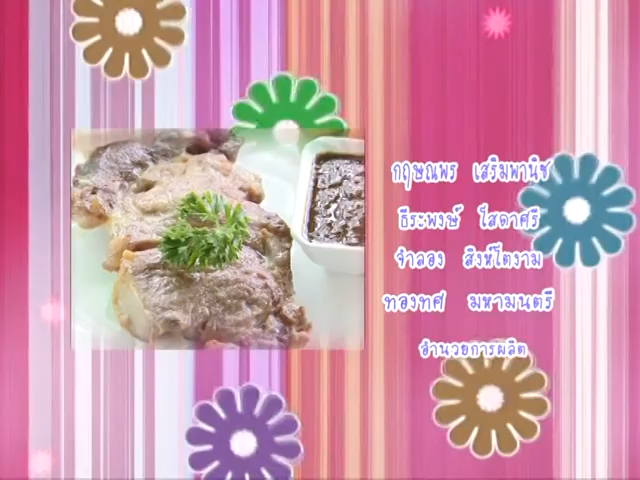 กฤษณพร เสริมพานิช
ธีระพงษ์ โสดาศรี
จำลอง สิงห์โตงาม
ทองทศ มหามนตรี
อำนวยการผลิต